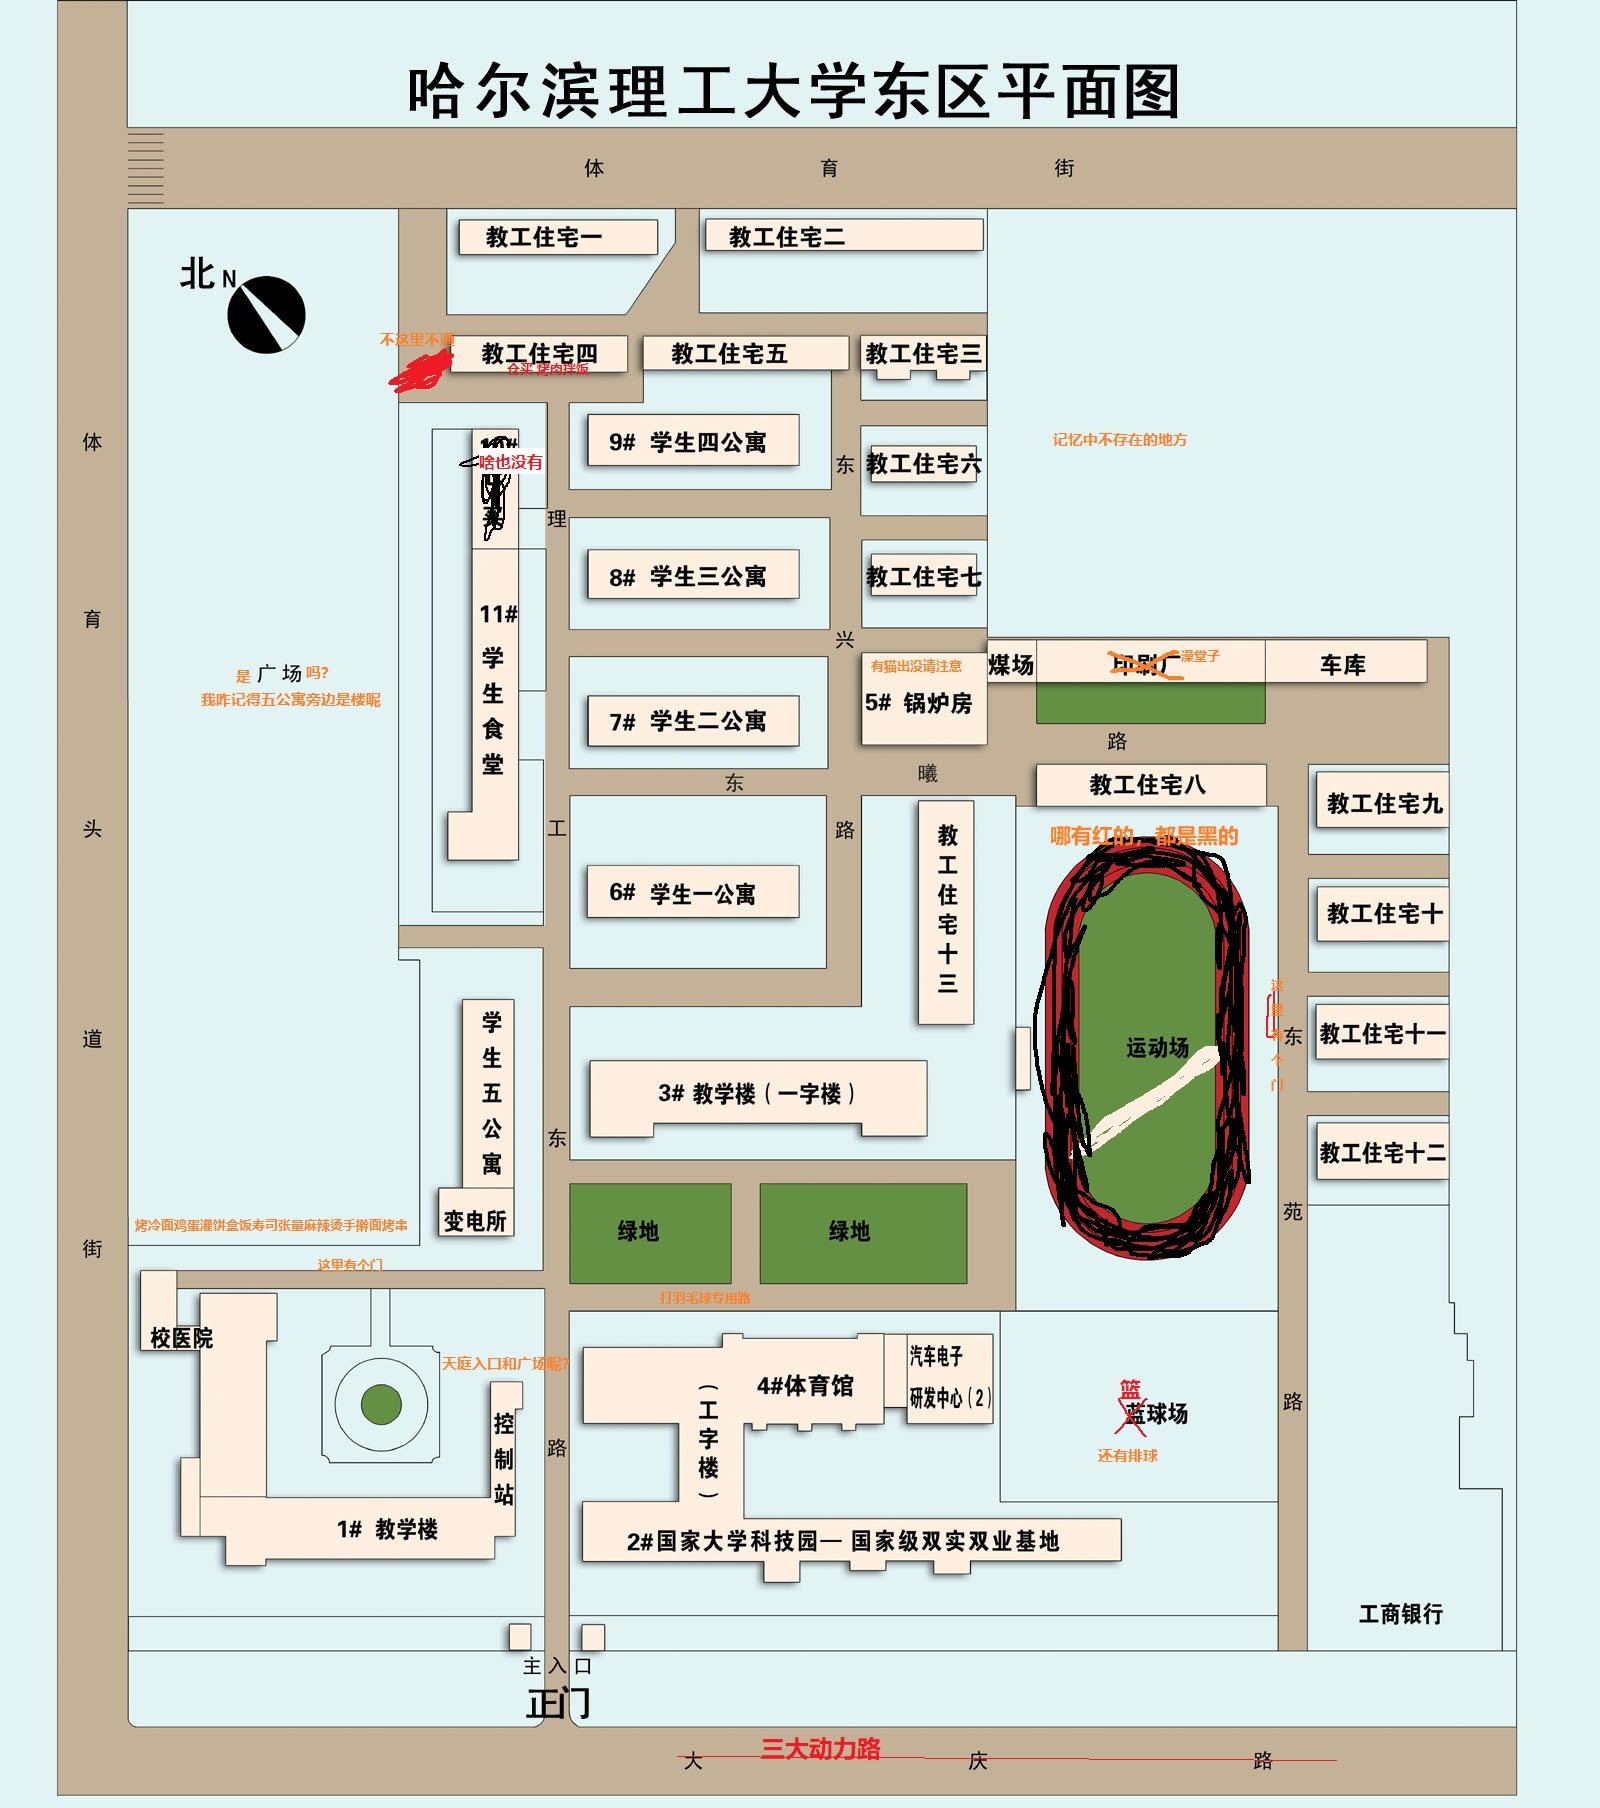 哈尔滨理工大学东区平面图
体育街
教工住宅一
教工住宅二
北 N
不这里不通
教工住宅四
仓买 烤肉拌饭
教工住宅五
教工住宅三
体育头道街
啥也没有
9# 学生四公寓
东兴路
教工住宅六
记忆中不存在的地方
理工东路
8# 学生三公寓
教工住宅七
11# 学生食堂
是 广场 吗?
我咋记得五公寓旁边是楼呢
有猫出没请注意
5# 锅炉房
煤场
印刷厂
澡堂子
车库
7# 学生二公寓
东曦路
教工住宅八
教工住宅九
6# 学生一公寓
教工住宅十三
哪有红的，都是黑的
教工住宅十
运动场
这里有个门
东苑路
教工住宅十一
教工住宅十二
学生五公寓
变电所
3# 教学楼（一字楼）
绿地
绿地
烤冷面鸡蛋灌饼盒饭寿司张量麻辣烫手擀面烤串
这里有个门
打羽毛球专用路
校医院
天庭入口和广场呢?
控制站
1# 教学楼
（工字楼）
4#体育馆
汽车电子
研发中心（2）
篮
蓝球场
还有排球
2#国家大学科技园—国家级双实双业基地
工商银行
主入口
正门
三大动力路
大庆路